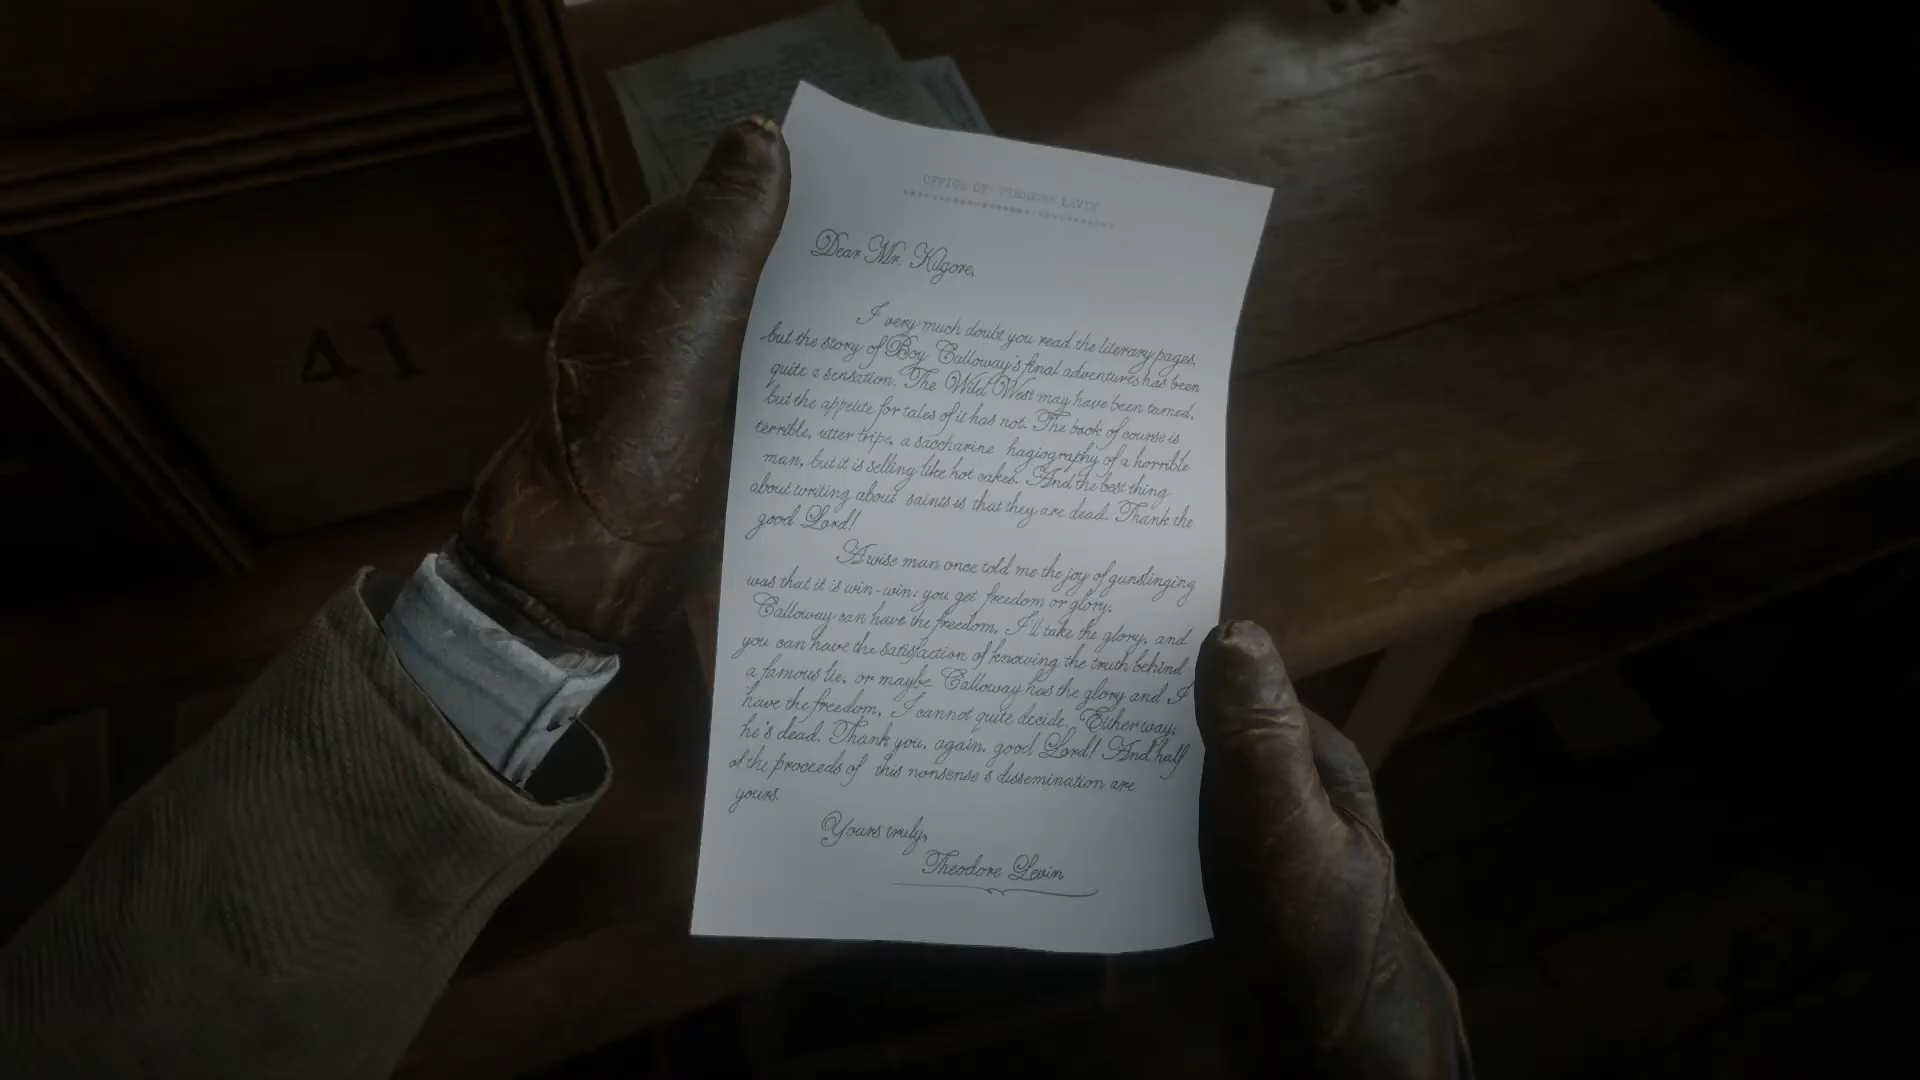 OFFICE OF THEODORE LEVIN
Dear Mr. Kilgore,
I very much doubt you read the literary pages,
but the story of Boy Calloway's final adventures has been
quite a sensation. The Wild West may have been tamed,
but the appetite for tales of it has not. The book of course is
terrible, utter tripe, a saccharine hagiography of a horrible
man, but it is selling like hot cakes. And the best thing
about writing about saints is that they are dead. Thank the
good Lord!
A wise man once told me the joy of gunslinging
was that it is win-win: you get freedom or glory.
Calloway can have the freedom, I'll take the glory, and
you can have the satisfaction of knowing the truth behind
a famous lie, or maybe Calloway has the glory and I
have the freedom, I cannot quite decide. Either way,
he's dead. Thank you, again, good Lord! And half
of the proceeds of this nonsense's dissemination are
yours.
Yours truly,
Theodore Levin
41